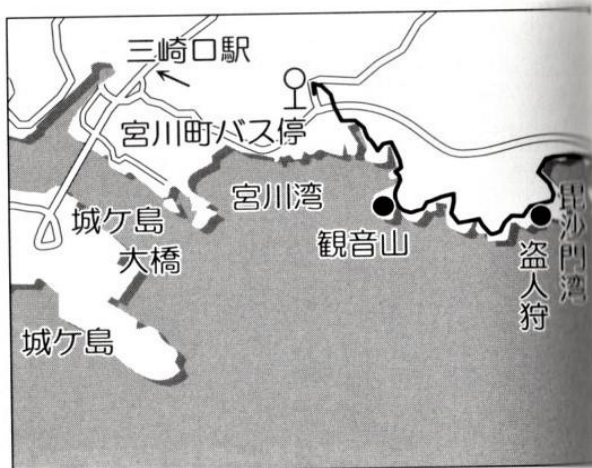 三崎口駅
宮川町バス停
宮川湾
城ケ島
大橋
城ケ島
観音山
盗人狩
毘沙門湾